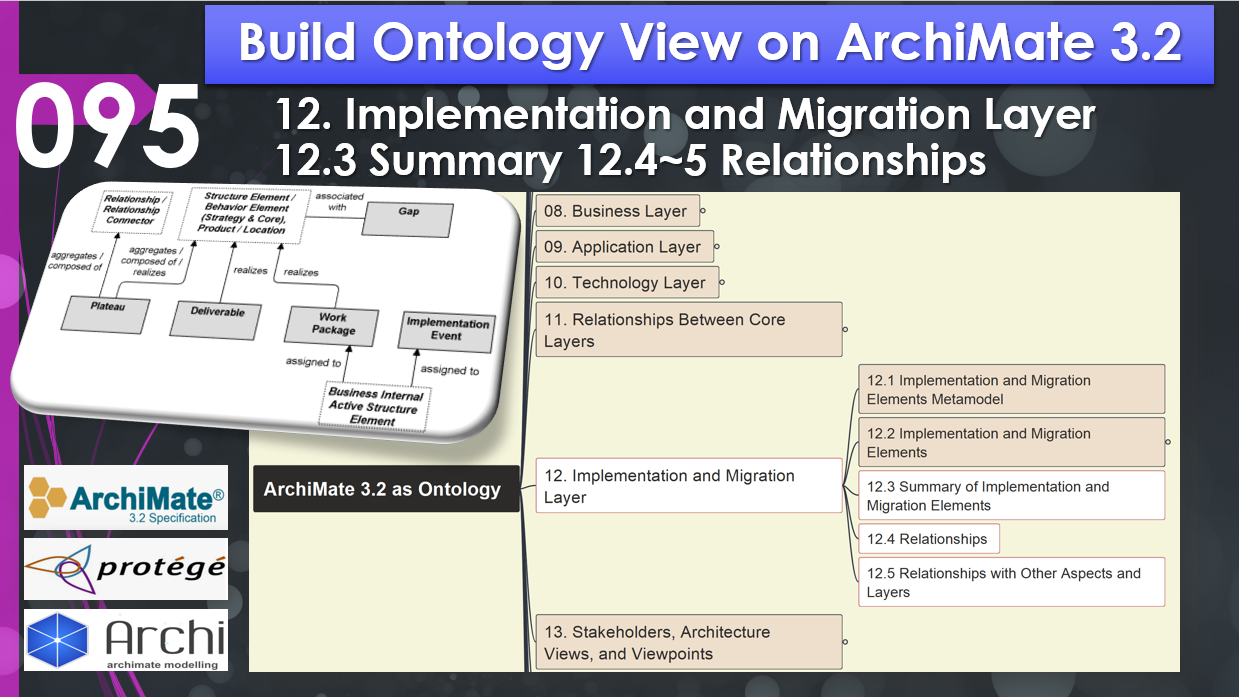 Build Ontology View on ArchiMate 3.2
095
12. Implementation and Migration Layer
12.3 Summary 12.4~5 Relationships
Relationship /
Relationship
Connector
Structure Element /
Behavior Element
(Strategy & Core),
Product / Location
associated
with
Gap
aggregates /
composed of
aggregates /
composed of /
realizes
realizes
realizes
Plateau
Deliverable
Work
Package
Implementation
Event
assigned to
assigned to
Business Internal
Active Structure
Element
08. Business Layer
09. Application Layer
10. Technology Layer
11. Relationships Between Core
Layers
ArchiMate 3.2 as Ontology
12. Implementation and Migration
Layer
12.1 Implementation and Migration
Elements Metamodel
12.2 Implementation and Migration
Elements
12.3 Summary of Implementation and
Migration Elements
12.4 Relationships
12.5 Relationships with Other Aspects and
Layers
13. Stakeholders, Architecture
Views, and Viewpoints
ArchiMate®
3.2 Specification
protégé
Archi
archimate modelling